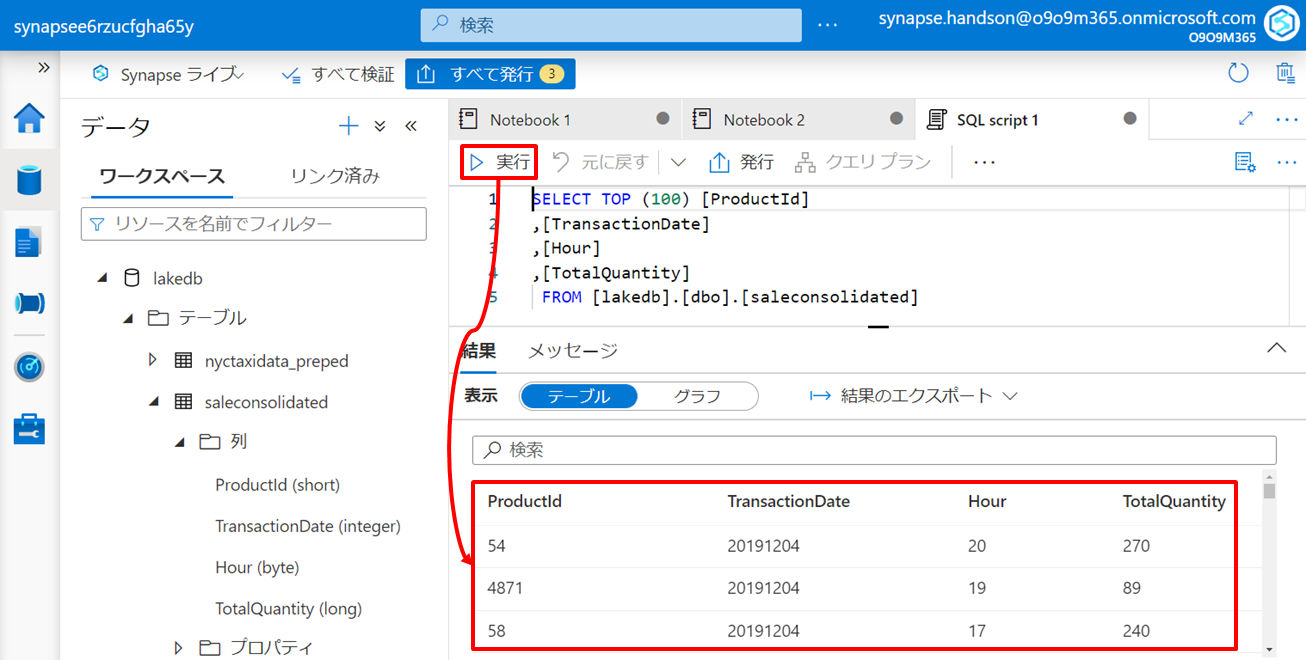 synapsee6rzucfgha65y
検索
synapse.handson@o9o9m365.onmicrosoft.com
O9O9M365
Synapse ライブ
すべて検証
すべて発行 3
データ
ワークスペース リンク済み
リソースを名前でフィルター
lakedb
テーブル
nyctaxidata_preped
saleconsolidated
列
ProductId (short)
TransactionDate (integer)
Hour (byte)
TotalQuantity (long)
プロパティ
Notebook 1
Notebook 2
SQL script 1
実行 元に戻す 発行 クエリ プラン
1 SELECT TOP (100) [ProductId]
2 ,[TransactionDate]
3 ,[Hour]
4 ,[TotalQuantity]
5 FROM [lakedb].[dbo].[saleconsolidated]
結果 メッセージ
表示 テーブル グラフ 結果のエクスポート
検索
ProductId TransactionDate Hour TotalQuantity
54 20191204 20 270
4871 20191204 19 89
58 20191204 17 240